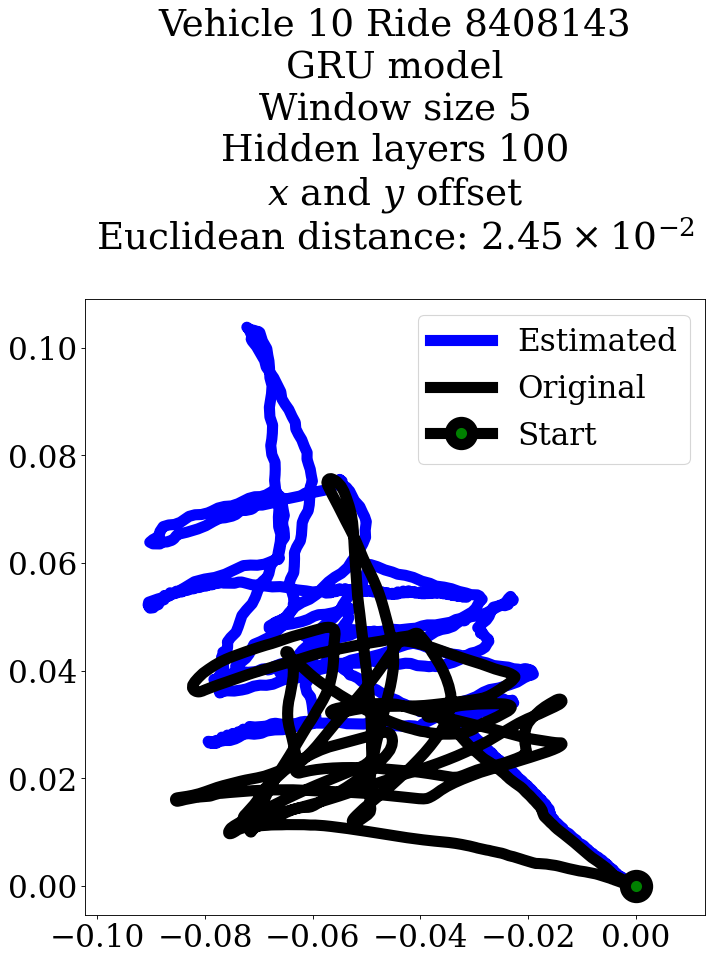 Vehicle 10 Ride 8408143
GRU model
Window size 5
Hidden layers 100
x and y offset
Euclidean distance: 2.45 × 10⁻²
Estimated
Original
Start
0.10
0.08
0.06
0.04
0.02
0.00
−0.10 −0.08 −0.06 −0.04 −0.02 0.00